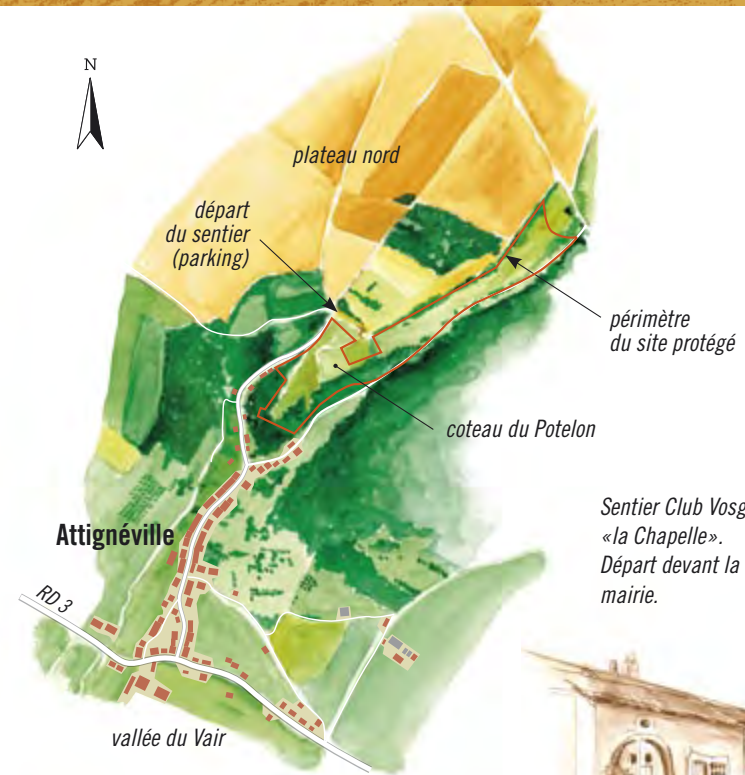 N
plateau nord
départ
du sentier
(parking)
périmètre
du site protégé
coteau du Potelon
Sentier Club Vosg
«la Chapelle».
Départ devant la
mairie.
Attignéville
RD 3
vallée du Vair